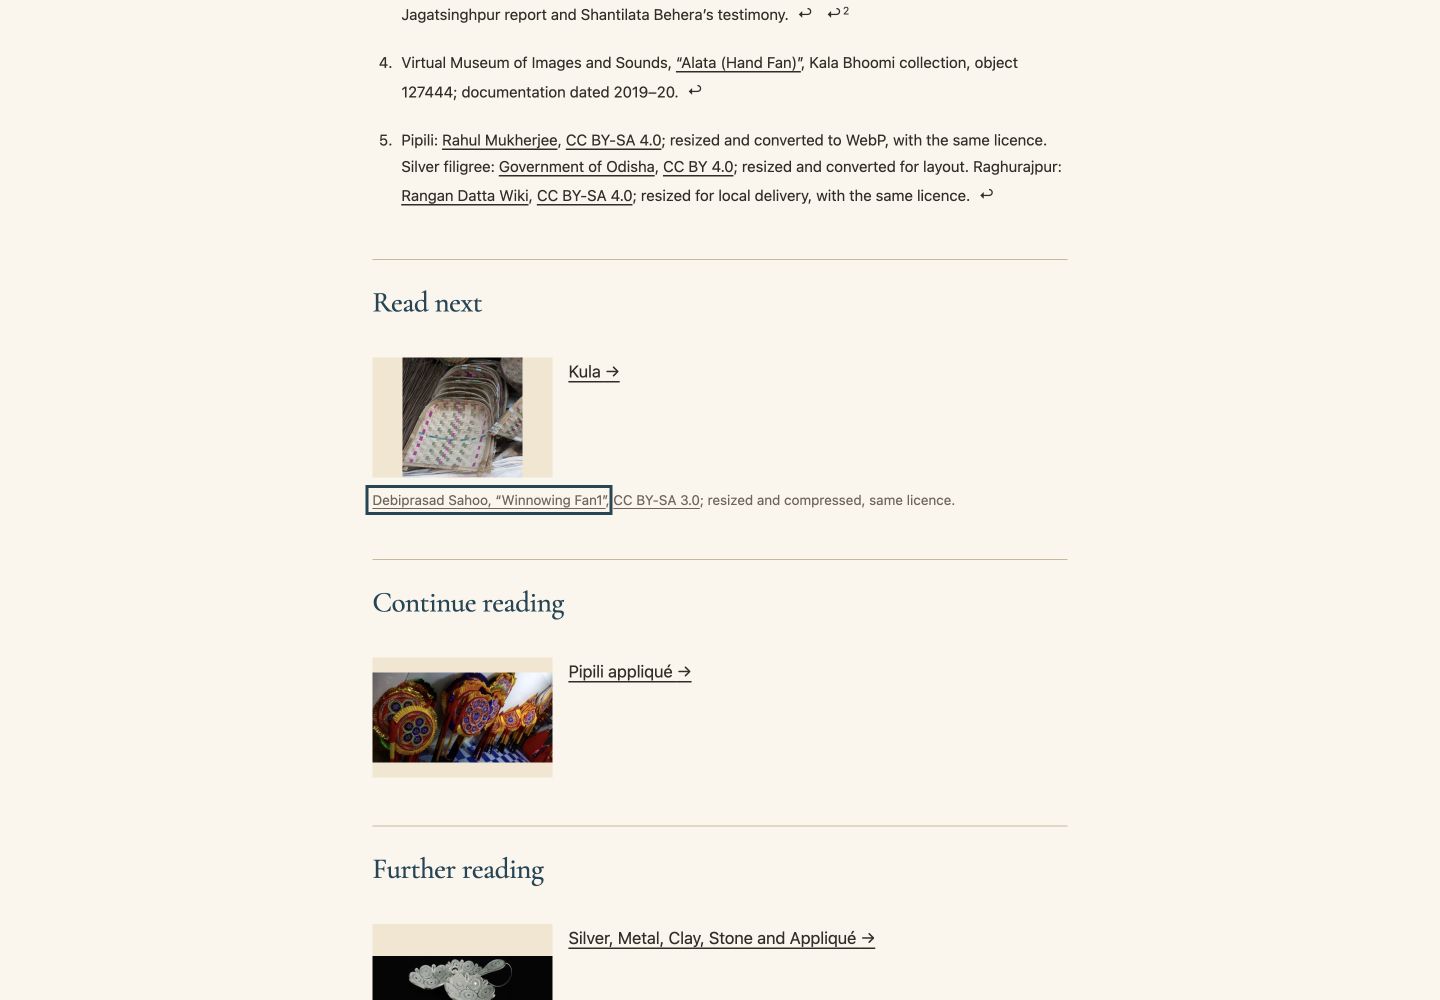 Jagatsinghpur report and Shantilata Behera’s testimony. ↩ ↩2
4. Virtual Museum of Images and Sounds, “Alata (Hand Fan)”, Kala Bhoomi collection, object
127444; documentation dated 2019–20. ↩
5. Pipili: Rahul Mukherjee, CC BY-SA 4.0; resized and converted to WebP, with the same licence.
Silver filigree: Government of Odisha, CC BY 4.0; resized and converted for layout. Raghurajpur:
Rangan Datta Wiki, CC BY-SA 4.0; resized for local delivery, with the same licence. ↩
Read next
Kula →
Debiprasad Sahoo, “Winnowing Fan1”, CC BY-SA 3.0; resized and compressed, same licence.
Continue reading
Pipili appliqué →
Further reading
Silver, Metal, Clay, Stone and Appliqué →